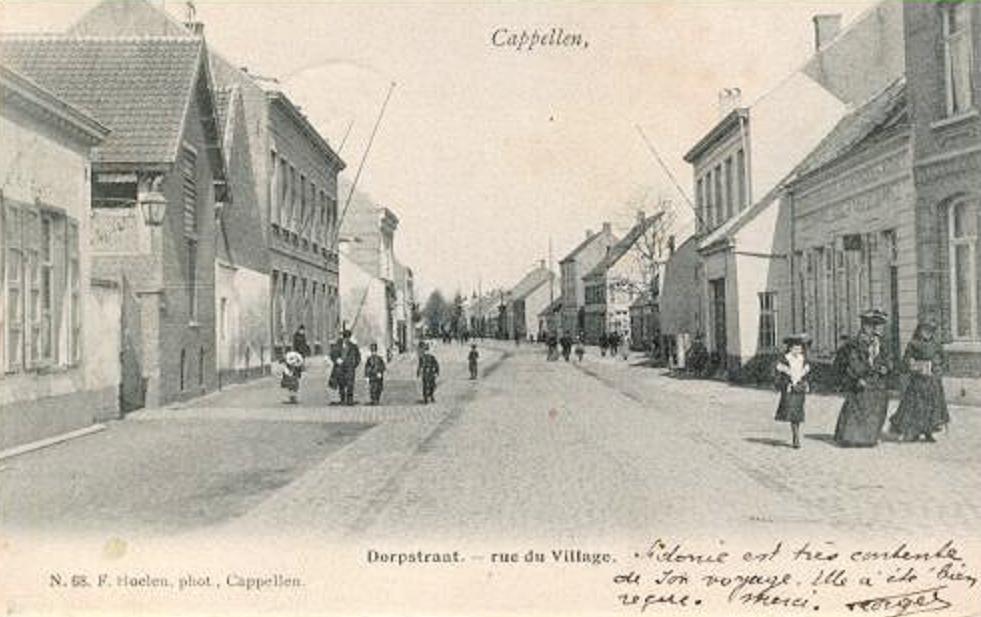 Cappellen,
Dorpstraat. – rue du Village.
N. 68. F. Hoelen, phot., Cappellen.
Sidonie est très contente
de son voyage. Elle a été bien
reçue. Merci. Georges